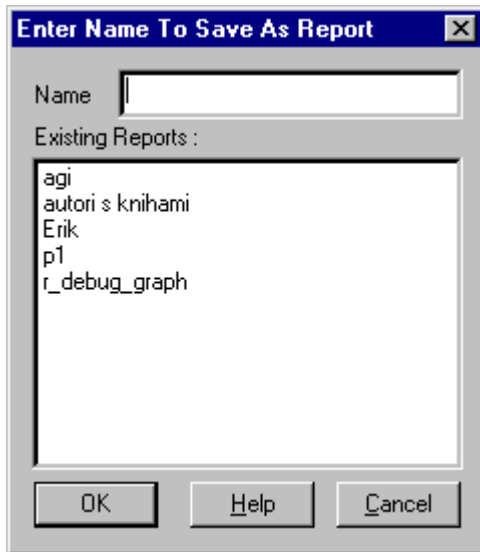 Enter Name To Save As Report
Name
Existing Reports :
agi
autori s knihami
Erik
p1
r_debug_graph
OK Help Cancel